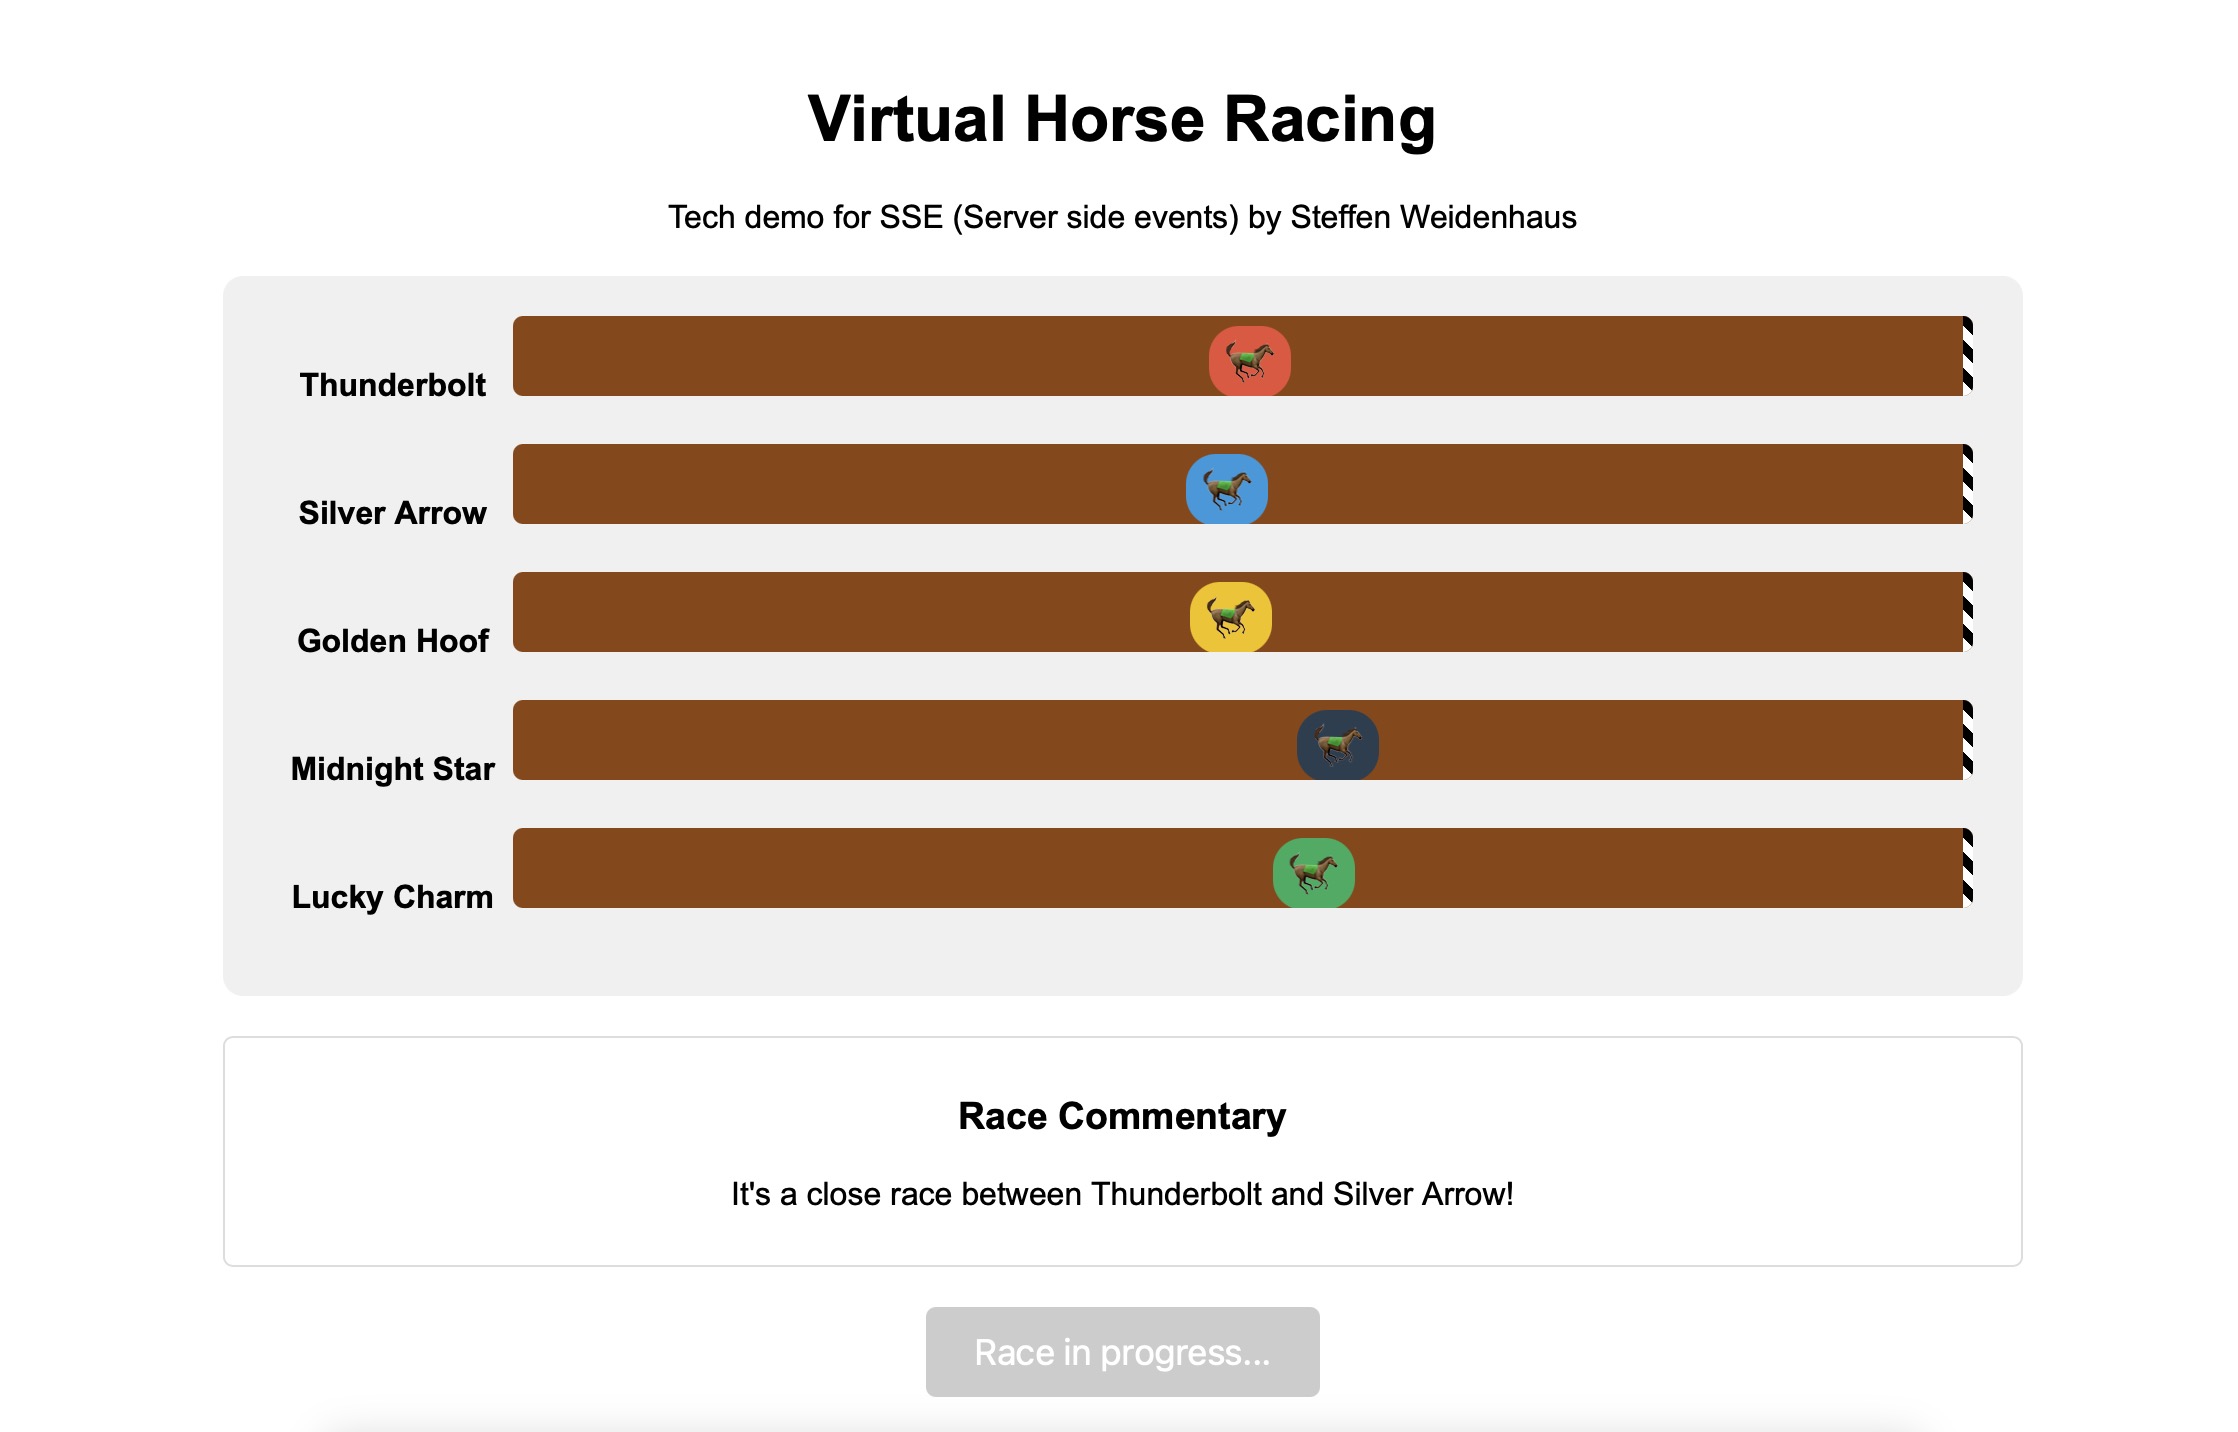 Virtual Horse Racing
Tech demo for SSE (Server side events) by Steffen Weidenhaus
Thunderbolt
Silver Arrow
Golden Hoof
Midnight Star
Lucky Charm
Race Commentary
It's a close race between Thunderbolt and Silver Arrow!
Race in progress...